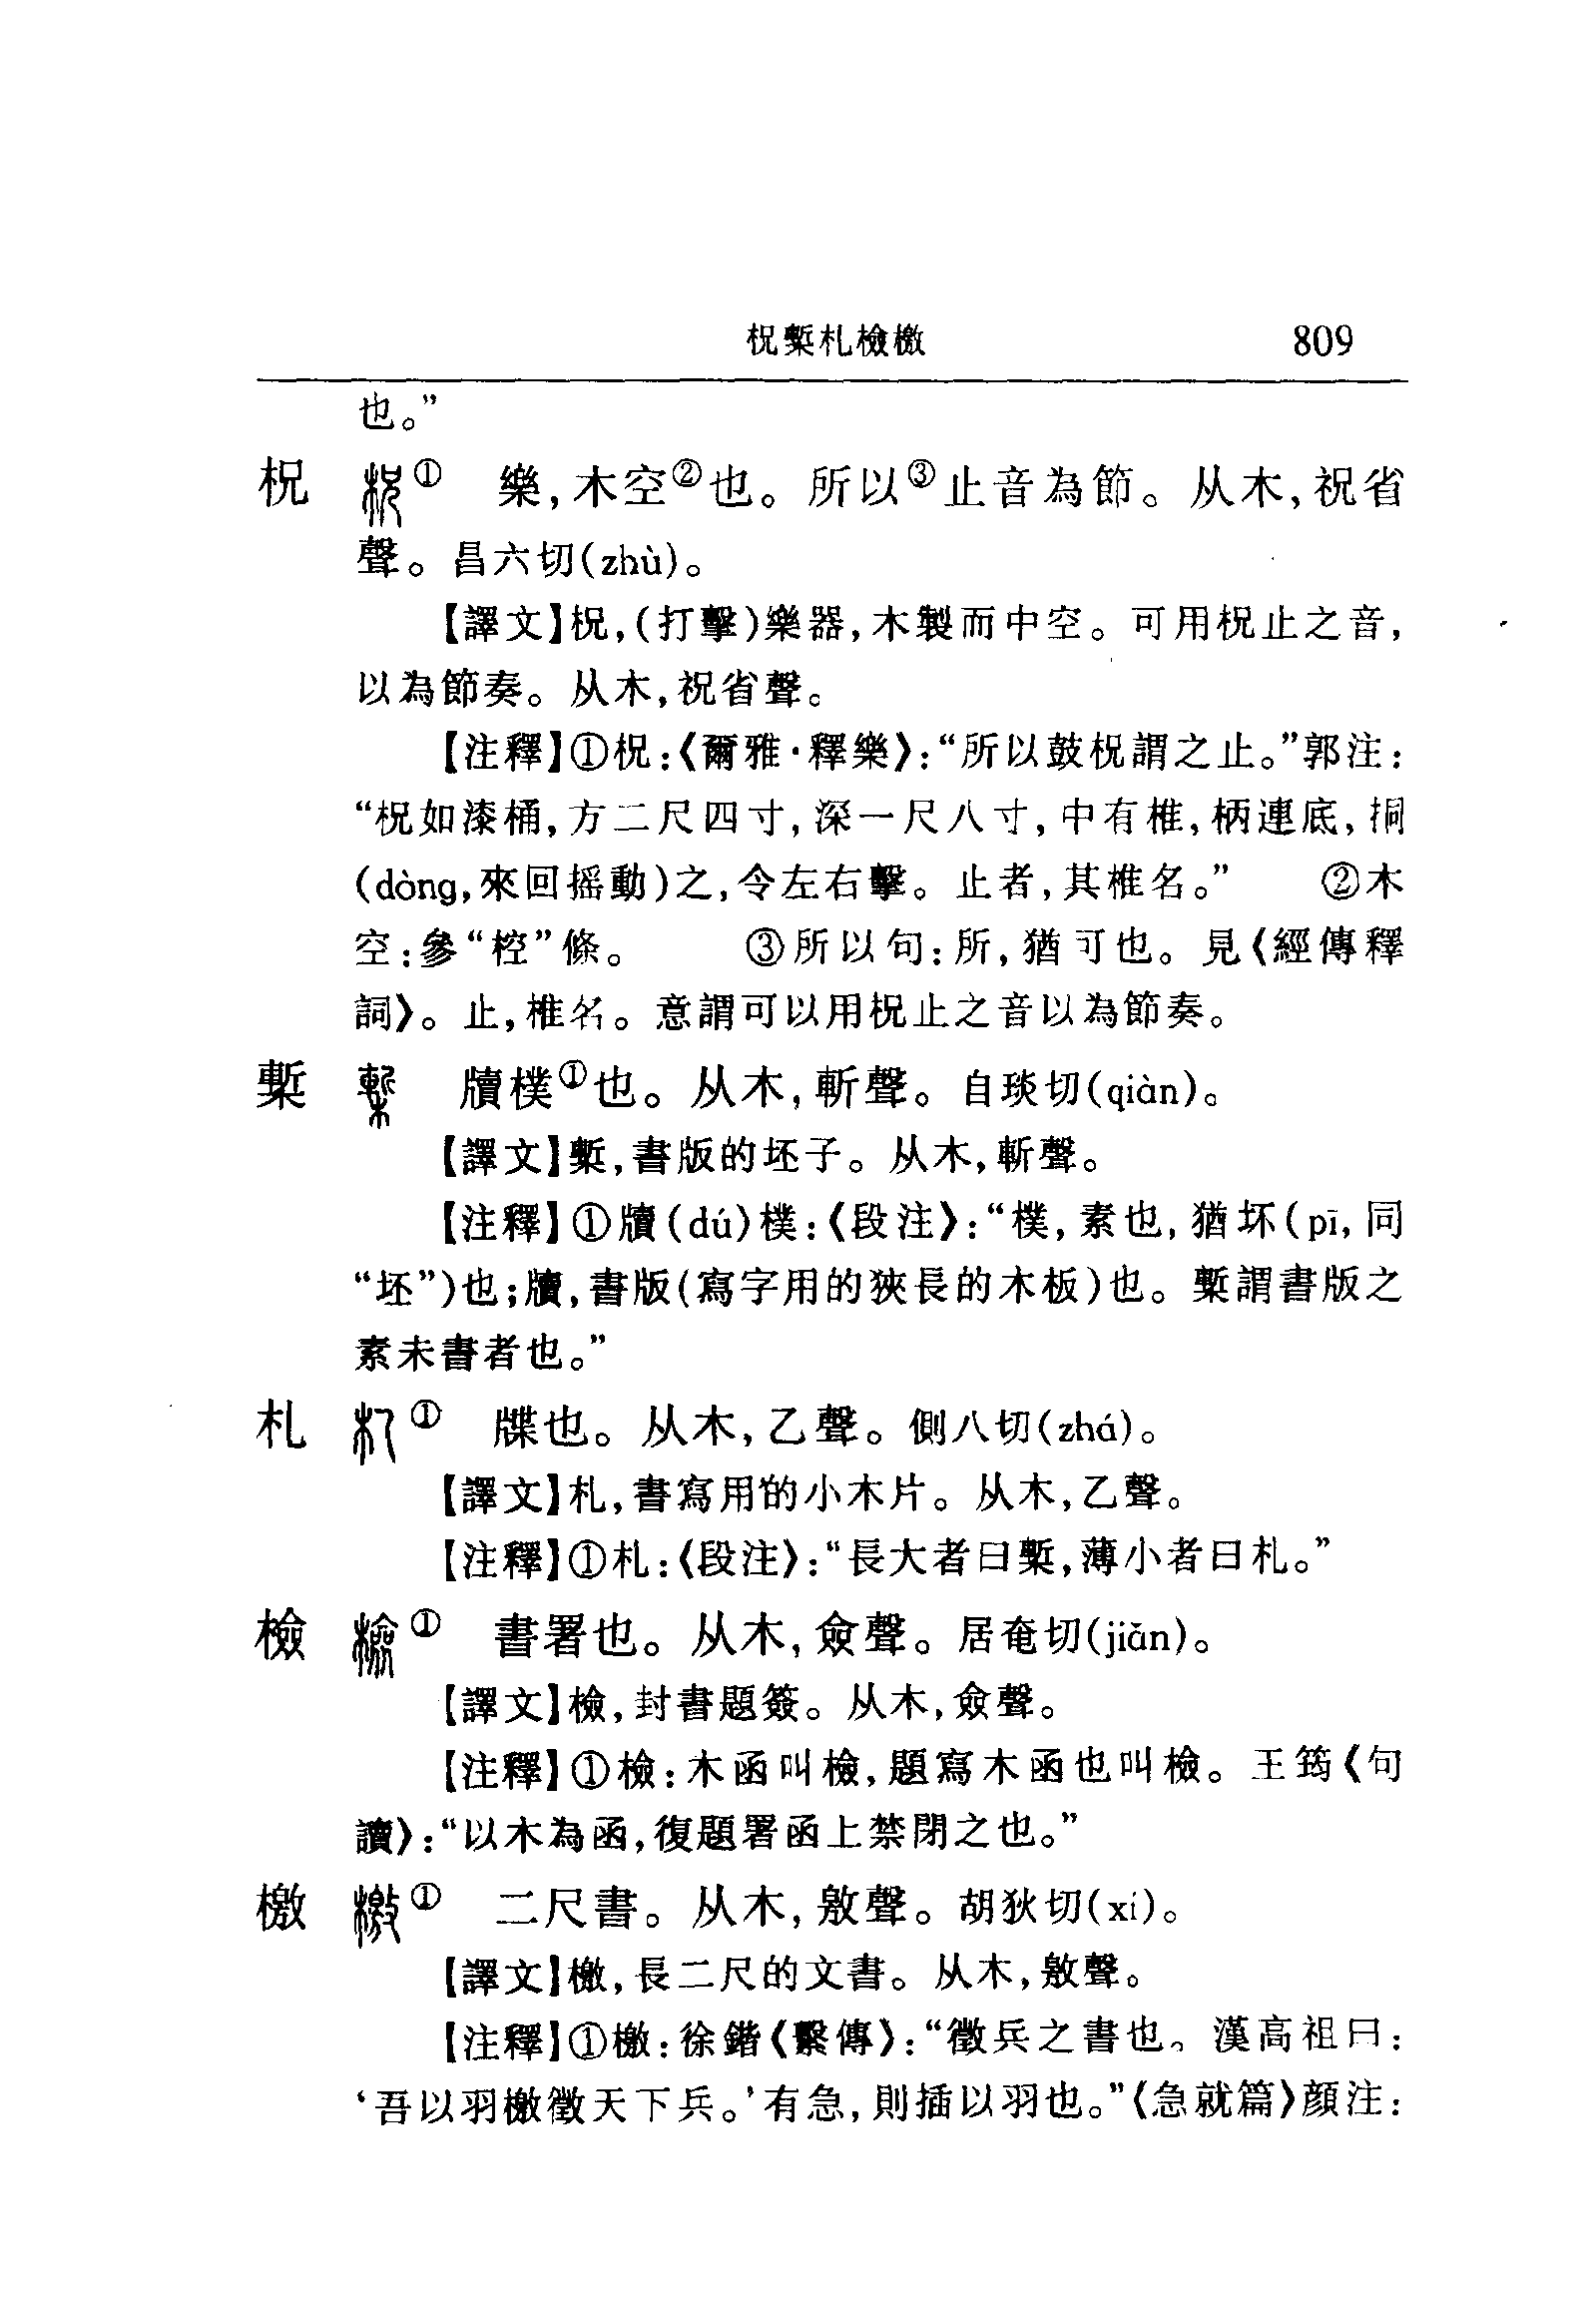 柷槧札檢檄 809
也。”
柷 柷① 樂,木空②也。所以③止音為節。从木,祝省
聲。昌六切(zhù)。
【譯文】柷,(打擊)樂器,木製而中空。可用柷止之音,
以為節奏。从木,祝省聲。
【注釋】①柷:《爾雅·釋樂》:“所以鼓柷謂之止。”郭注:
“柷如漆桶,方二尺四寸,深一尺八寸,中有椎,柄連底,挏
(dòng,來回摇動)之,令左右擊。止者,其椎名。” ②木
空:參“椌”條。 ③所以句:所,猶可也。見《經傳釋
詞》。止,椎名。意謂可以用柷止之音以為節奏。
槧 槧 牘樸①也。从木,斬聲。自琰切(qiàn)。
【譯文】槧,書版的坯子。从木,斬聲。
【注釋】①牘(dú)樸:《段注》:“樸,素也,猶坏(pī,同
“坯”)也;牘,書版(寫字用的狹長的木板)也。槧謂書版之
素未書者也。”
札 札① 牒也。从木,乙聲。側八切(zhá)。
【譯文】札,書寫用的小木片。从木,乙聲。
【注釋】①札:《段注》:“長大者曰槧,薄小者曰札。”
檢 檢① 書署也。从木,僉聲。居奄切(jiǎn)。
【譯文】檢,封書題簽。从木,僉聲。
【注釋】①檢:木函叫檢,題寫木函也叫檢。王筠《句
讀》:“以木為函,復題署函上禁閉之也。”
檄 檄① 二尺書。从木,敫聲。胡狄切(xí)。
【譯文】檄,長二尺的文書。从木,敫聲。
【注釋】①檄:徐鍇《繫傳》:“徵兵之書也。漢高祖曰:
‘吾以羽檄徵天下兵。’有急,則插以羽也。”《急就篇》顔注: